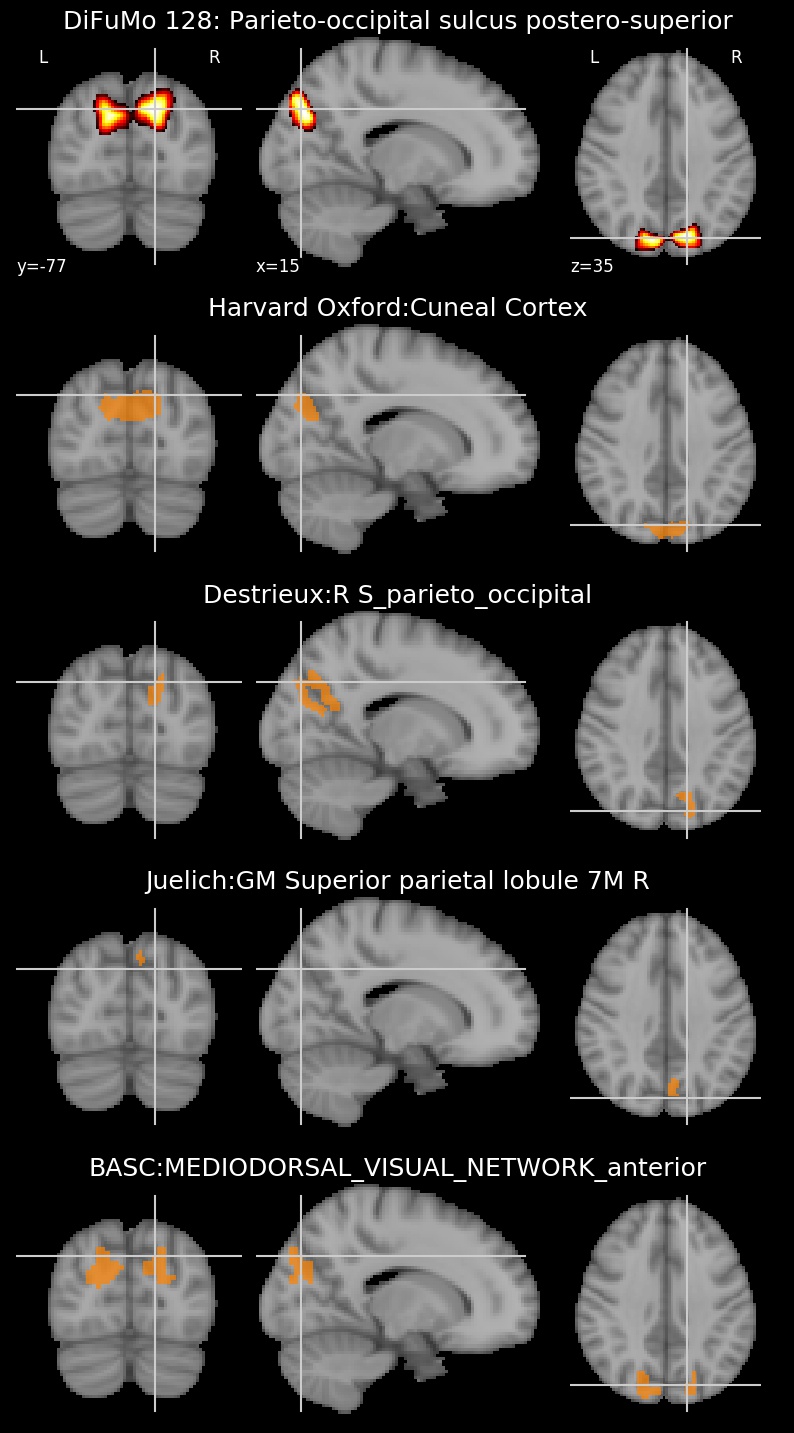 DiFuMo 128: Parieto-occipital sulcus postero-superior
L R L R
y=-77 x=15 z=35
Harvard Oxford:Cuneal Cortex
Destrieux:R S_parieto_occipital
Juelich:GM Superior parietal lobule 7M R
BASC:MEDIODORSAL_VISUAL_NETWORK_anterior